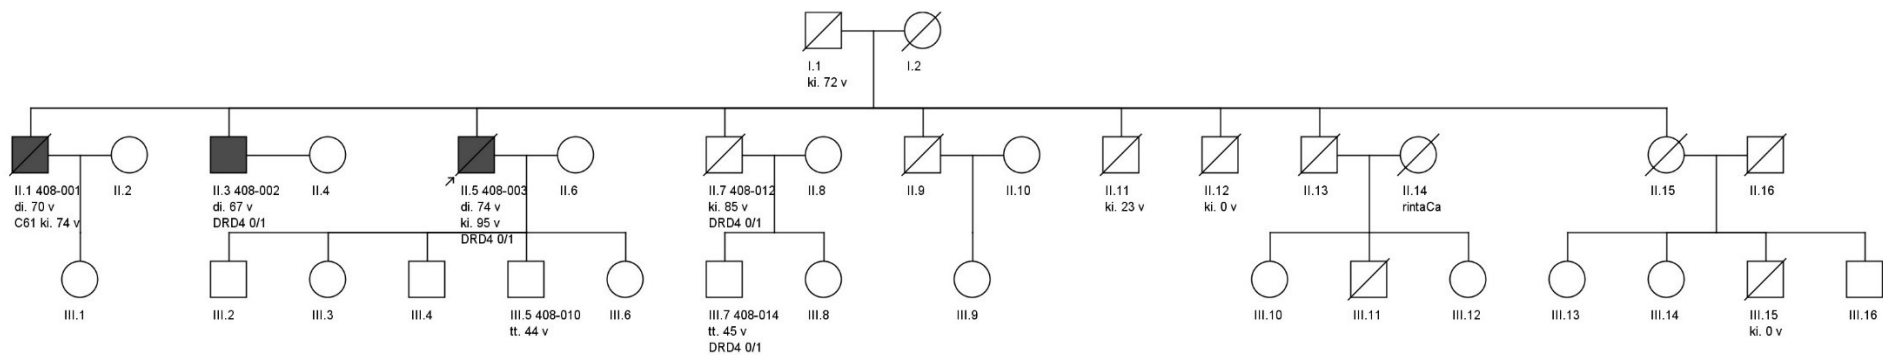 I.1
ki. 72 v
I.2
II.1 408-001
di. 70 v
C61 ki. 74 v
II.2
II.3 408-002
di. 67 v
DRD4 0/1
II.4
II.5 408-003
di. 74 v
ki. 95 v
DRD4 0/1
II.6
II.7 408-012
ki. 85 v
DRD4 0/1
II.8
II.9
II.10
II.11
ki. 23 v
II.12
ki. 0 v
II.13
II.14
rintaCa
II.15
II.16
III.1
III.2
III.3
III.4
III.5 408-010
tt. 44 v
III.6
III.7 408-014
tt. 45 v
DRD4 0/1
III.8
III.9
III.10
III.11
III.12
III.13
III.14
III.15
ki. 0 v
III.16